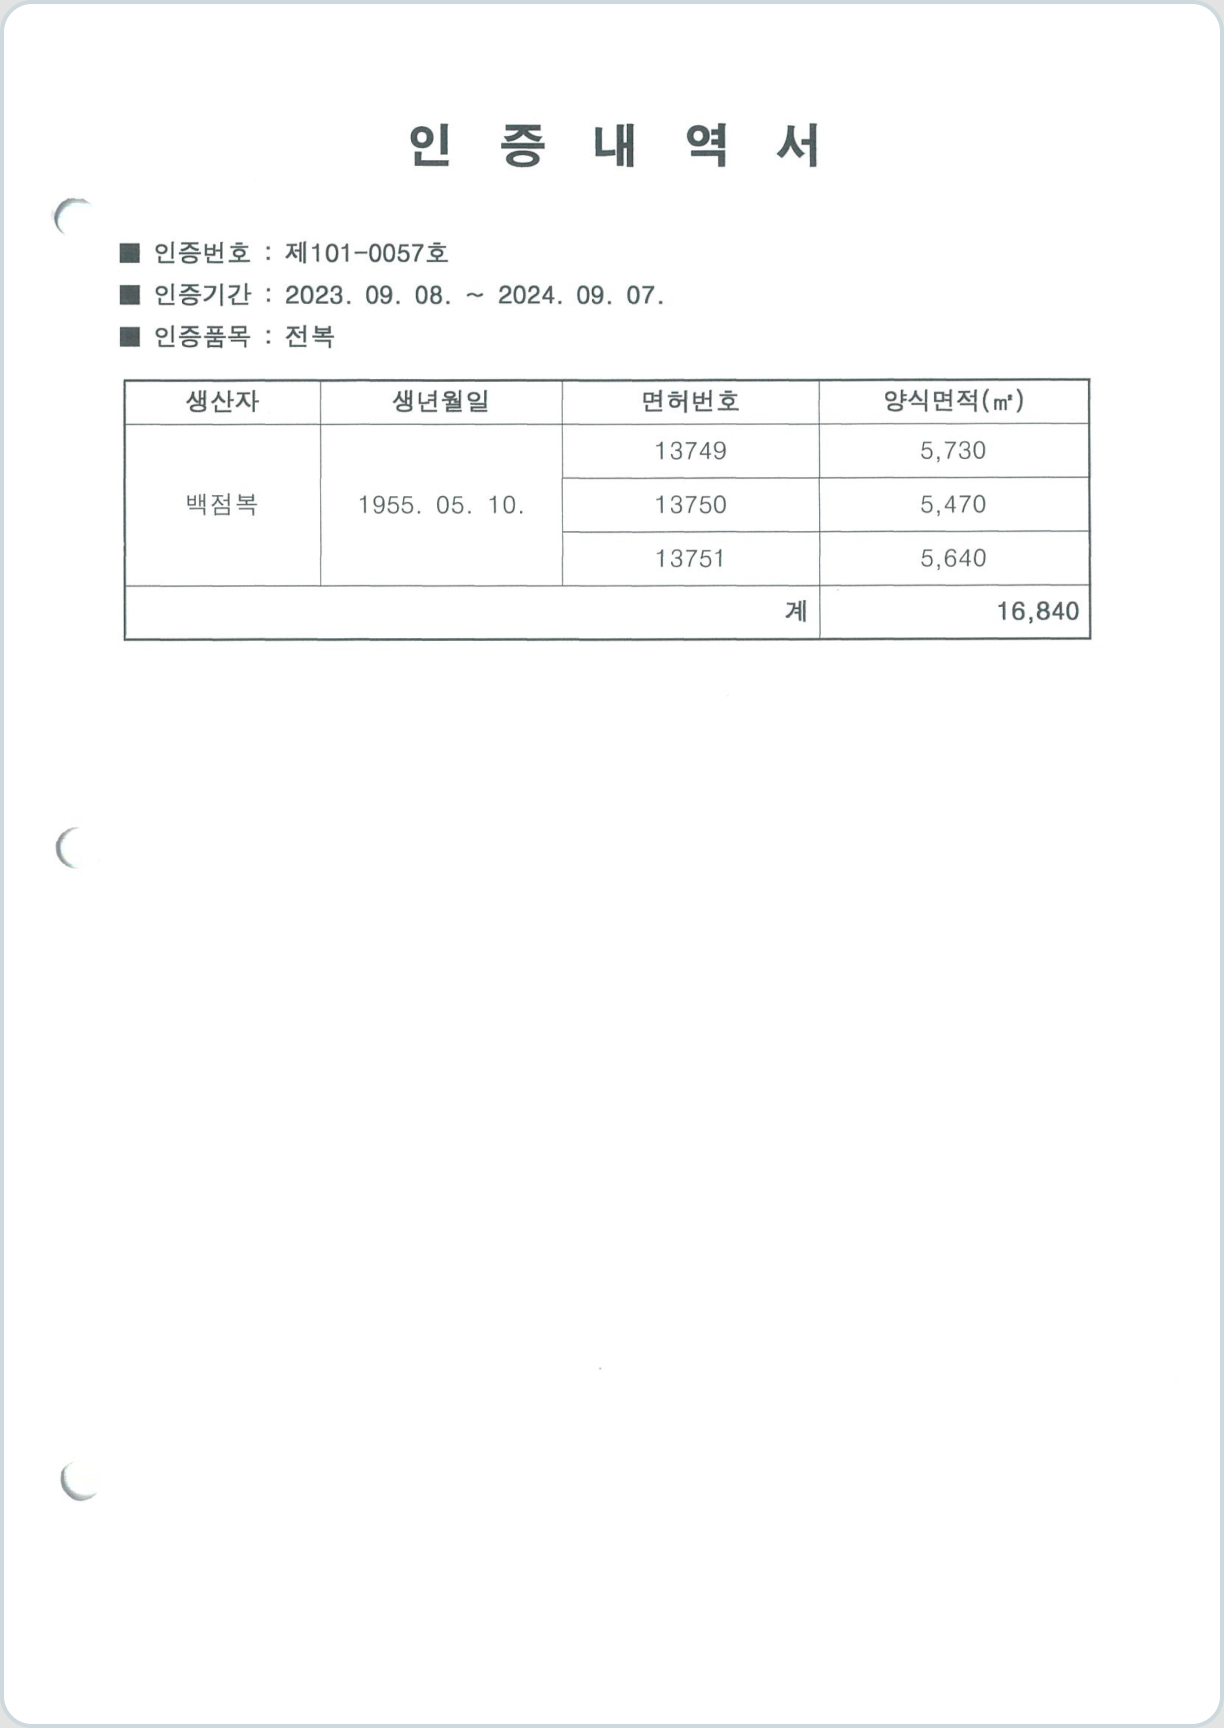 인 증 내 역 서
■ 인증번호 : 제101-0057호
■ 인증기간 : 2023. 09. 08. ~ 2024. 09. 07.
■ 인증품목 : 전복
생산자 생년월일 면허번호 양식면적(㎡)
백점복 1955. 05. 10. 13749 5,730
13750 5,470
13751 5,640
계 16,840